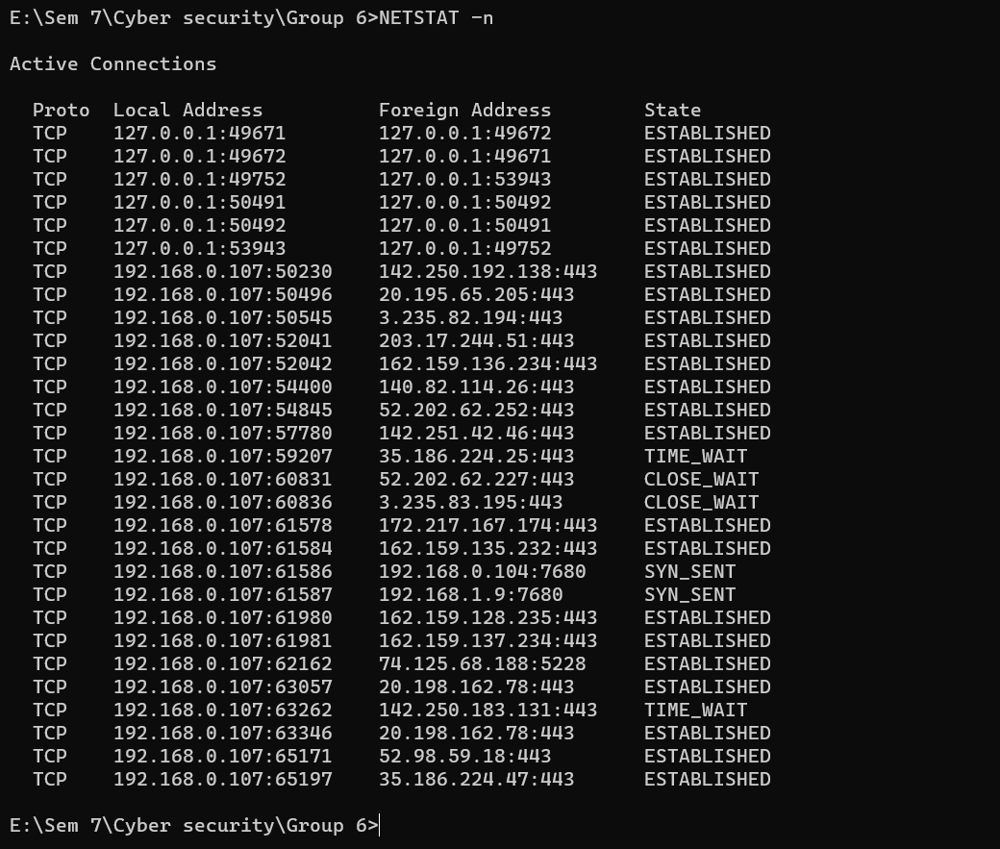 E:\Sem 7\Cyber security\Group 6>NETSTAT -n
Active Connections
Proto  Local Address          Foreign Address        State
TCP    127.0.0.1:49671        127.0.0.1:49672        ESTABLISHED
TCP    127.0.0.1:49672        127.0.0.1:49671        ESTABLISHED
TCP    127.0.0.1:49752        127.0.0.1:53943        ESTABLISHED
TCP    127.0.0.1:50491        127.0.0.1:50492        ESTABLISHED
TCP    127.0.0.1:50492        127.0.0.1:50491        ESTABLISHED
TCP    127.0.0.1:53943        127.0.0.1:49752        ESTABLISHED
TCP    192.168.0.107:50230    142.250.192.138:443    ESTABLISHED
TCP    192.168.0.107:50496    20.195.65.205:443      ESTABLISHED
TCP    192.168.0.107:50545    3.235.82.194:443       ESTABLISHED
TCP    192.168.0.107:52041    203.17.244.51:443      ESTABLISHED
TCP    192.168.0.107:52042    162.159.136.234:443    ESTABLISHED
TCP    192.168.0.107:54400    140.82.114.26:443      ESTABLISHED
TCP    192.168.0.107:54845    52.202.62.252:443      ESTABLISHED
TCP    192.168.0.107:57780    142.251.42.46:443      ESTABLISHED
TCP    192.168.0.107:59207    35.186.224.25:443      TIME_WAIT
TCP    192.168.0.107:60831    52.202.62.227:443      CLOSE_WAIT
TCP    192.168.0.107:60836    3.235.83.195:443       CLOSE_WAIT
TCP    192.168.0.107:61578    172.217.167.174:443    ESTABLISHED
TCP    192.168.0.107:61584    162.159.135.232:443    ESTABLISHED
TCP    192.168.0.107:61586    192.168.0.104:7680     SYN_SENT
TCP    192.168.0.107:61587    192.168.1.9:7680       SYN_SENT
TCP    192.168.0.107:61980    162.159.128.235:443    ESTABLISHED
TCP    192.168.0.107:61981    162.159.137.234:443    ESTABLISHED
TCP    192.168.0.107:62162    74.125.68.188:5228     ESTABLISHED
TCP    192.168.0.107:63057    20.198.162.78:443      ESTABLISHED
TCP    192.168.0.107:63262    142.250.183.131:443    TIME_WAIT
TCP    192.168.0.107:63346    20.198.162.78:443      ESTABLISHED
TCP    192.168.0.107:65171    52.98.59.18:443        ESTABLISHED
TCP    192.168.0.107:65197    35.186.224.47:443      ESTABLISHED
E:\Sem 7\Cyber security\Group 6>